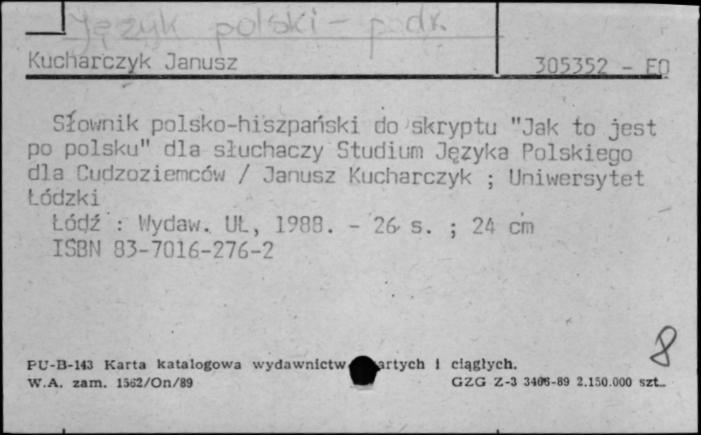 Język polski - podr.
Kucharczyk Janusz 305352 - EO
Słownik polsko-hiszpański do skryptu "Jak to jest
po polsku" dla słuchaczy Studium Języka Polskiego
dla Cudzoziemców / Janusz Kucharczyk ; Uniwersytet
Łódzki
Łódź : Wydaw. UŁ, 1988. - 26 s. ; 24 cm
ISBN 83-7016-276-2
8
PU-B-143 Karta katalogowa wydawnictw artych i ciągłych.
W.A. zam. 1562/On/89 GZG Z-3 3406-89 2.150.000 szt.